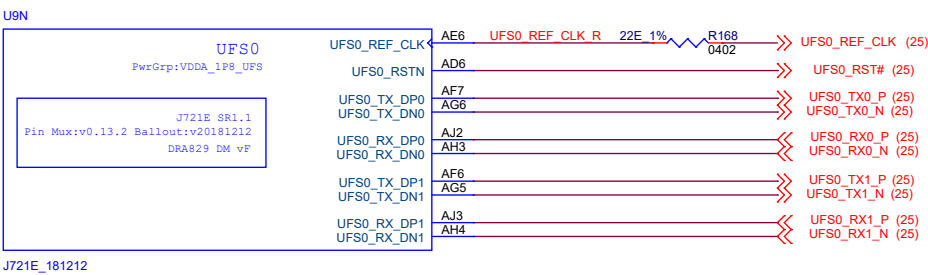 U9N
UFS0
PwrGrp:VDDA_1P8_UFS
J721E SR1.1
Pin Mux:v0.13.2 Ballout:v20181212
DRA829 DM vF
UFS0_REF_CLK AE6 UFS0_REF_CLK_R 22E_1% R168 0402 UFS0_REF_CLK (25)
UFS0_RSTN AD6 UFS0_RST# (25)
UFS0_TX_DP0 AF7 UFS0_TX0_P (25)
UFS0_TX_DN0 AG6 UFS0_TX0_N (25)
UFS0_RX_DP0 AJ2 UFS0_RX0_P (25)
UFS0_RX_DN0 AH3 UFS0_RX0_N (25)
UFS0_TX_DP1 AF6 UFS0_TX1_P (25)
UFS0_TX_DN1 AG5 UFS0_TX1_N (25)
UFS0_RX_DP1 AJ3 UFS0_RX1_P (25)
UFS0_RX_DN1 AH4 UFS0_RX1_N (25)
J721E_181212